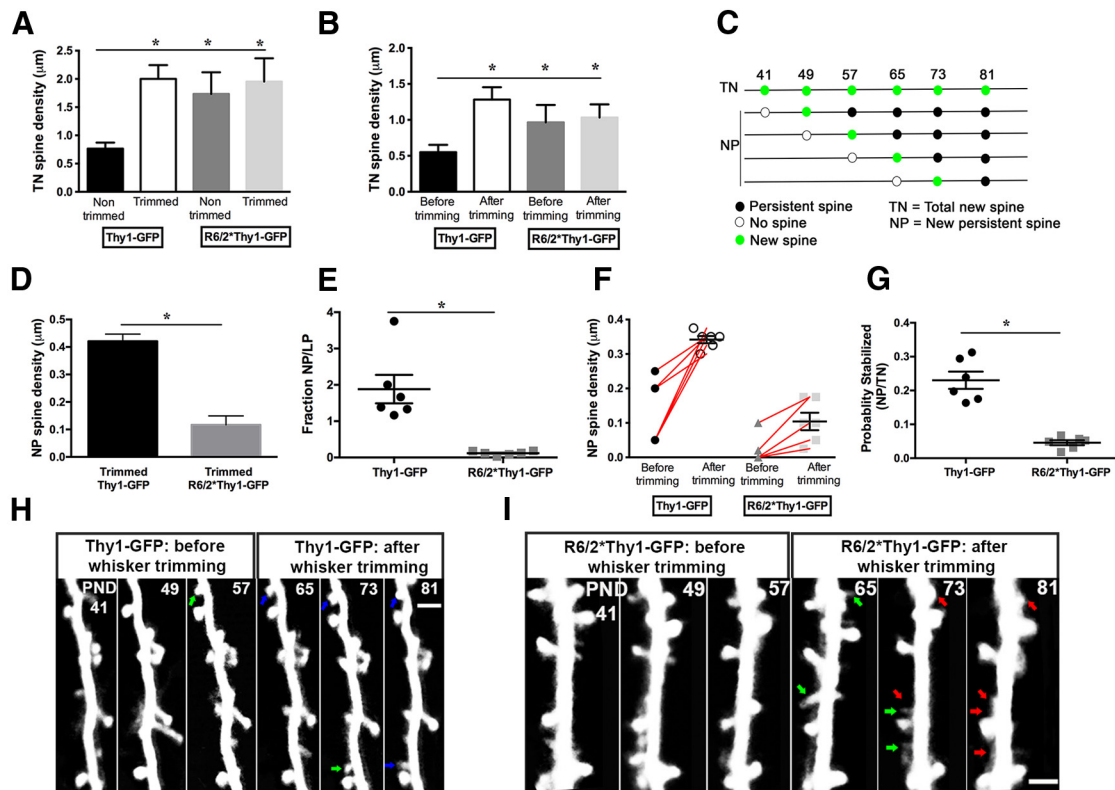 A
TN spine density (μm)
2.5
2.0
1.5
1.0
0.5
0.0
*
*
*
Non
trimmed
Trimmed
Non
trimmed
Trimmed
Thy1-GFP
R6/2*Thy1-GFP
B
TN spine density (μm)
2.0
1.5
1.0
0.5
0.0
*
*
*
Before
trimming
After
trimming
Before
trimming
After
trimming
Thy1-GFP
R6/2*Thy1-GFP
C
41 49 57 65 73 81
TN
NP
Persistent spine
No spine
New spine
TN = Total new spine
NP = New persistent spine
D
NP spine density (μm)
0.5
0.4
0.3
0.2
0.1
0.0
*
Trimmed
Thy1-GFP
Trimmed
R6/2*Thy1-GFP
E
Fraction NP/LP
4
3
2
1
0
*
Thy1-GFP
R6/2*Thy1-GFP
F
NP spine density (μm)
0.4
0.3
0.2
0.1
0.0
Before
trimming
After
trimming
Before
trimming
After
trimming
Thy1-GFP
R6/2*Thy1-GFP
G
Probablity Stabilized
(NP/TN)
0.4
0.3
0.2
0.1
0.0
*
Thy1-GFP
R6/2*Thy1-GFP
H
Thy1-GFP: before
whisker trimming
Thy1-GFP: after
whisker trimming
PND
41
49
57
65
73
81
I
R6/2*Thy1-GFP: before
whisker trimming
R6/2*Thy1-GFP: after
whisker trimming
PND
41
49
57
65
73
81